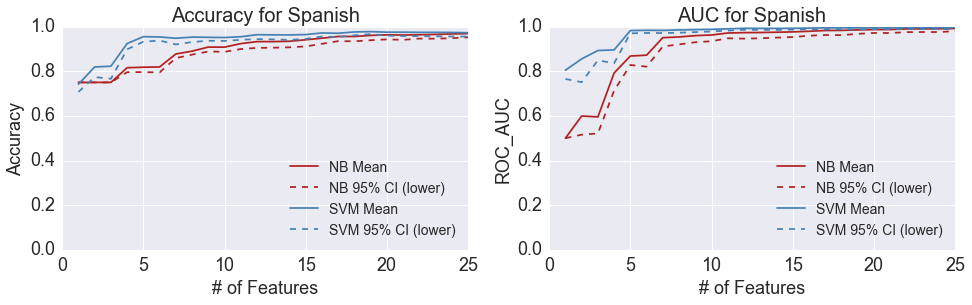 Accuracy for Spanish
1.0
0.8
0.6
0.4
0.2
0.0
Accuracy
NB Mean
NB 95% CI (lower)
SVM Mean
SVM 95% CI (lower)
0 5 10 15 20 25
# of Features
AUC for Spanish
1.0
0.8
0.6
0.4
0.2
0.0
ROC_AUC
NB Mean
NB 95% CI (lower)
SVM Mean
SVM 95% CI (lower)
0 5 10 15 20 25
# of Features